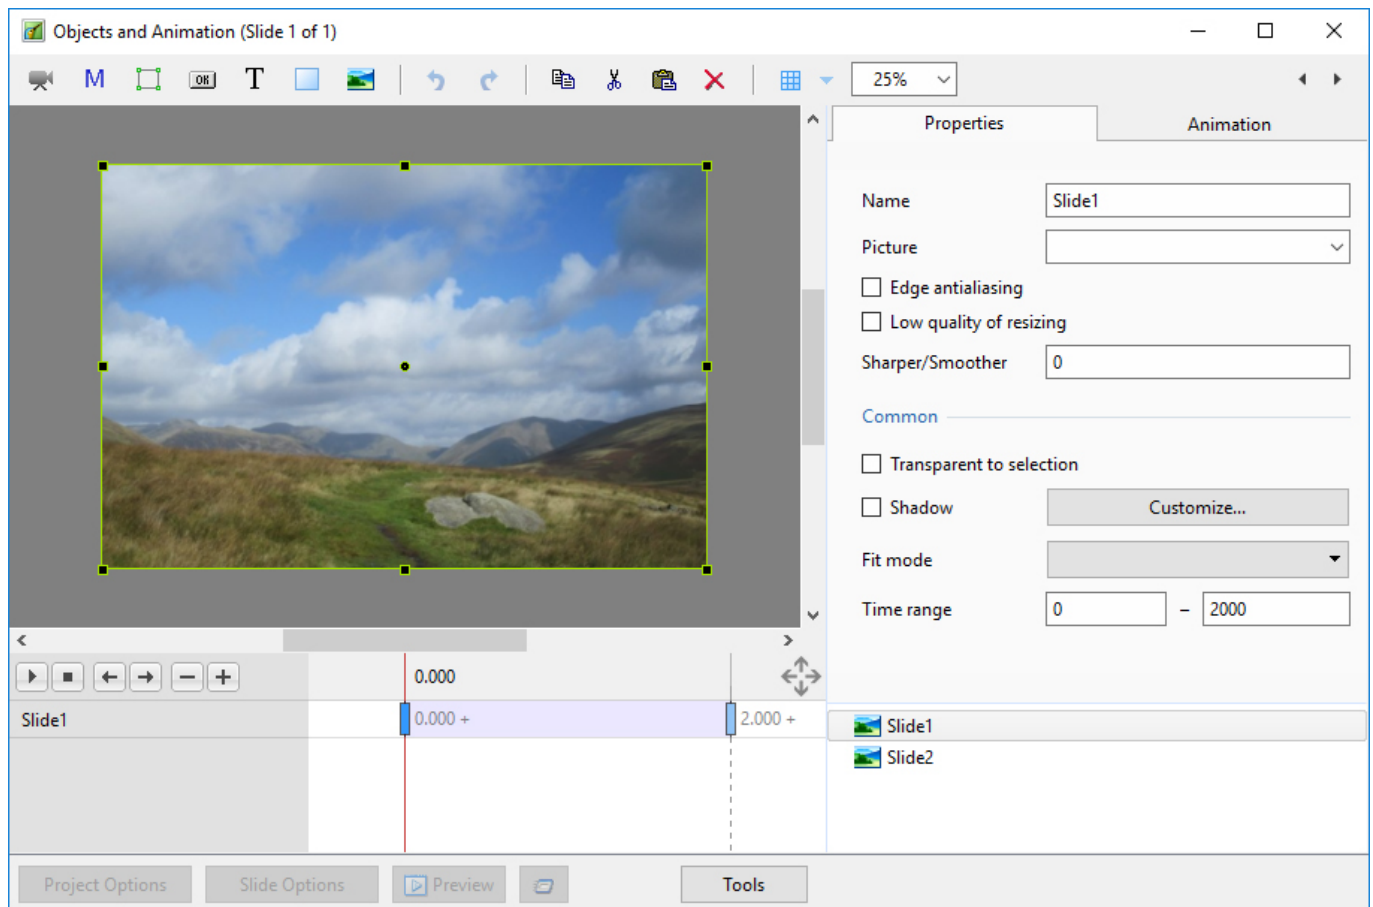 Objects and Animation (Slide 1 of 1)
M OK T 25%
Properties Animation
Name Slide1
Picture
Edge antialiasing
Low quality of resizing
Sharper/Smoother 0
Common
Transparent to selection
Shadow Customize...
Fit mode
Time range 0 – 2000
0.000
Slide1 0.000 + 2.000 +
Slide1
Slide2
Project Options Slide Options Preview Tools